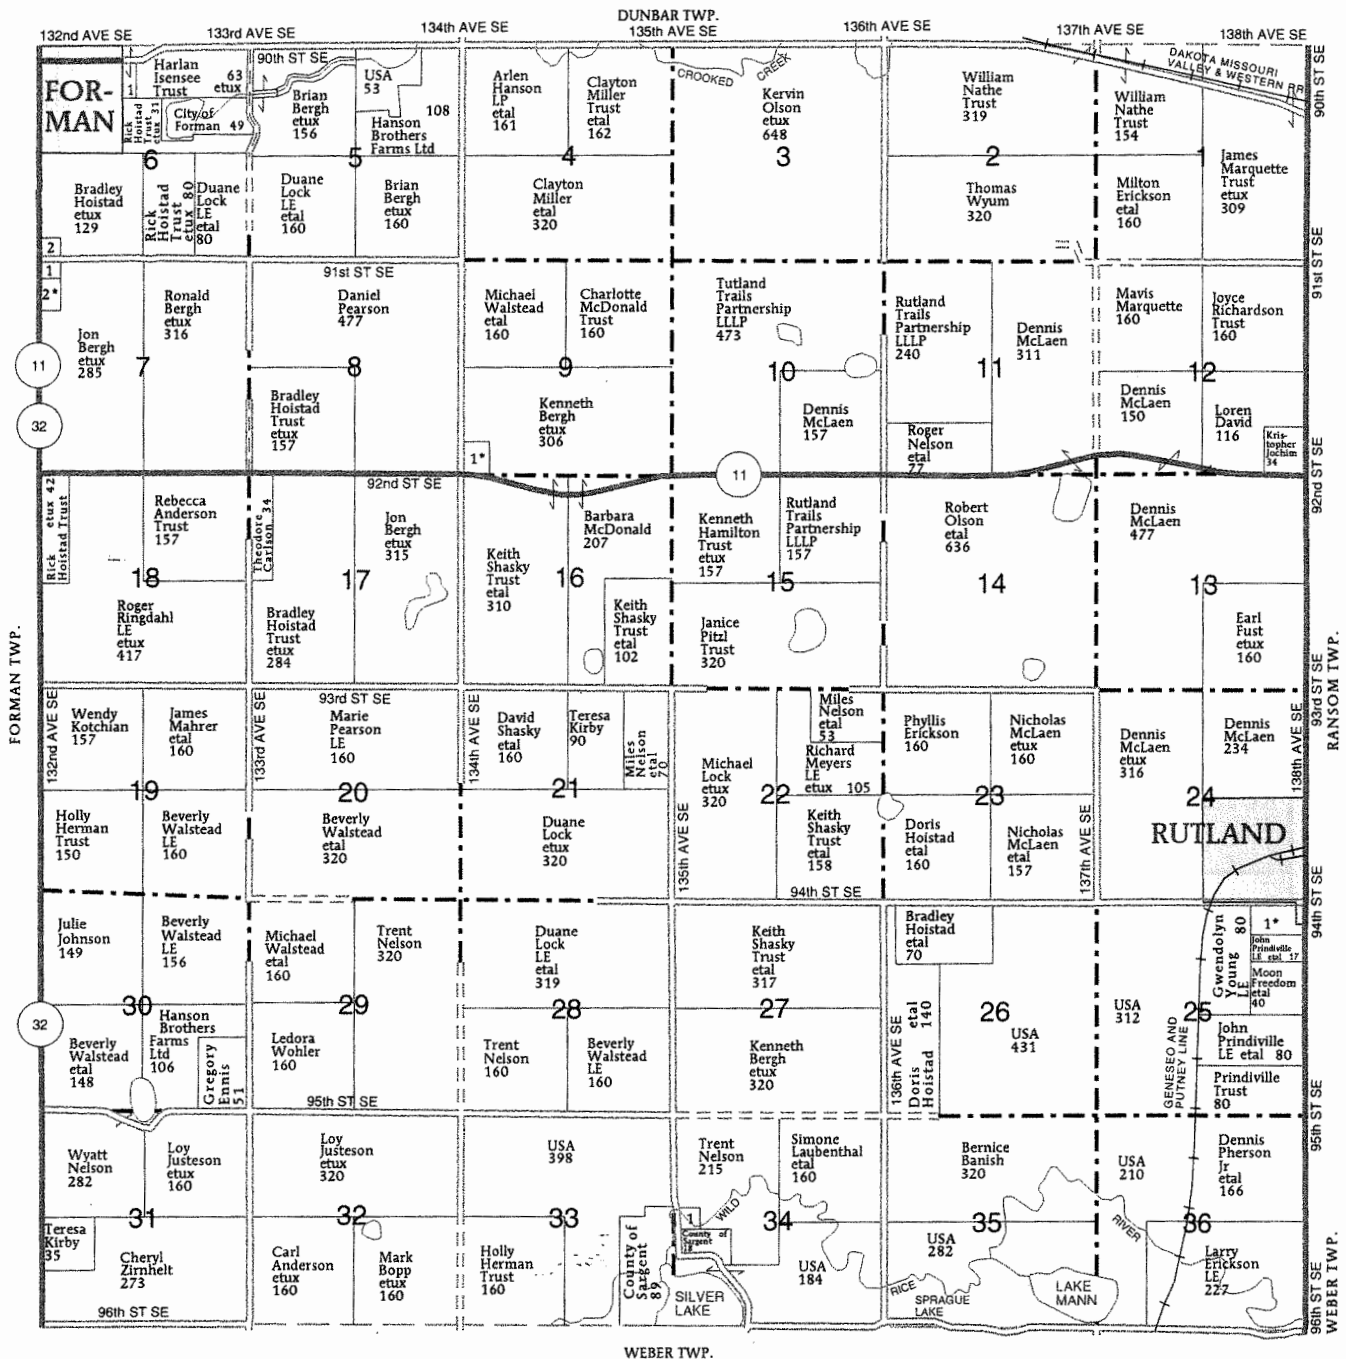 DUNBAR TWP.
132nd AVE SE
133rd AVE SE
134th AVE SE
135th AVE SE
136th AVE SE
137th AVE SE
138th AVE SE
FOR-
MAN
1
Harlan
Isensee
Trust
63
etux
Rick
Hoistad
Trust
etux 31
City of
Forman 49
6
Bradley
Hoistad
etux
129
Rick
Hoistad
Trust
etux 80
Duane
Lock
LE
etal
80
2
90th ST SE
Brian
Bergh
etux
156
USA
53
108
Hanson
Brothers
Farms Ltd
5
Duane
Lock
LE
etal
160
Brian
Bergh
etux
160
Arlen
Hanson
LP
etal
161
Clayton
Miller
Trust
etal
162
4
Clayton
Miller
etal
320
CROOKED
CREEK
Kervin
Olson
etux
648
3
William
Nathe
Trust
319
2
Thomas
Wyum
320
DAKOTA MISSOURI
VALLEY & WESTERN RR
William
Nathe
Trust
154
1
Milton
Erickson
etal
160
James
Marquette
Trust
etux
309
90th ST SE
91st ST SE
1
2*
Jon
Bergh
etux
285
Ronald
Bergh
etux
316
7
11
32
91st ST SE
Daniel
Pearson
477
8
Bradley
Hoistad
Trust
etux
157
Michael
Walstead
etal
160
Charlotte
McDonald
Trust
160
9
Kenneth
Bergh
etux
306
1*
Tutland
Trails
Partnership
LLLP
473
10
Dennis
McLaen
157
11
Rutland
Trails
Partnership
LLLP
240
Dennis
McLaen
311
11
Roger
Nelson
etal
77
Mavis
Marquette
160
Joyce
Richardson
Trust
160
12
Dennis
McLaen
150
Loren
David
116
Kris-
topher
Jochim
34
92nd ST SE
Rick etux 42
Hoistad Trust
Rebecca
Anderson
Trust
157
18
Roger
Ringdahl
LE
etux
417
92nd ST SE
Theodore
Carlson 34
Jon
Bergh
etux
315
17
Bradley
Hoistad
Trust
etux
284
Keith
Shasky
Trust
etal
310
Barbara
McDonald
207
16
Keith
Shasky
Trust
etal
102
Kenneth
Hamilton
Trust
etux
157
Rutland
Trails
Partnership
LLLP
157
15
Janice
Pitzl
Trust
320
Robert
Olson
etal
636
14
Dennis
McLaen
477
13
Earl
Fust
etux
160
93rd ST SE
FORMAN TWP.
RANSOM TWP.
132nd AVE SE
Wendy
Kotchian
157
James
Mahrer
etal
160
19
Holly
Herman
Trust
150
Beverly
Walstead
LE
160
133rd AVE SE
93rd ST SE
Marie
Pearson
LE
160
20
Beverly
Walstead
etal
320
134th AVE SE
David
Shasky
etal
160
Teresa
Kirby
90
Miles
Nelson
etal
70
21
Duane
Lock
etux
320
135th AVE SE
Michael
Lock
etux
320
Miles
Nelson
etal
53
Richard
Meyers
LE
etux 105
22
Keith
Shasky
Trust
etal
158
94th ST SE
Phyllis
Erickson
160
Nicholas
McLaen
etux
160
23
Doris
Hoistad
etal
160
Nicholas
McLaen
etal
157
137th AVE SE
Dennis
McLaen
etux
316
Dennis
McLaen
234
24
RUTLAND
138th AVE SE
94th ST SE
Julie
Johnson
149
Beverly
Walstead
LE
156
30
32
Beverly
Walstead
etal
148
Hanson
Brothers
Farms
Ltd
106
Gregory
Ennis
51
Michael
Walstead
etal
160
Trent
Nelson
320
29
Ledora
Wohler
160
95th ST SE
Duane
Lock
LE
etal
319
28
Trent
Nelson
160
Beverly
Walstead
LE
160
Keith
Shasky
Trust
etal
317
27
Kenneth
Bergh
etux
320
136th AVE SE
Bradley
Hoistad
etal
70
Doris etal
Hoistad 140
26
USA
431
USA
312
25
GENESEO AND
PUTNEY LINE
Gwendolyn
Young 80
LE
1*
John
Prindiville
LE etal 17
Moon
Freedom
etal
40
John
Prindiville
LE etal 80
Prindiville
Trust
80
95th ST SE
Wyatt
Nelson
282
Loy
Justeson
etux
160
31
Teresa
Kirby
35
Cheryl
Zirnhelt
273
96th ST SE
Loy
Justeson
etux
320
32
Carl
Anderson
etux
160
Mark
Bopp
etux
160
USA
398
33
Holly
Herman
Trust
160
County of
Sargent
89
Trent
Nelson
215
Simone
Laubenthal
etal
160
WILD
1
County of
Sargent
34
USA
184
SILVER
LAKE
RICE
Bernice
Banish
320
35
USA
282
SPRAGUE
LAKE
LAKE
MANN
USA
210
RIVER
Dennis
Pherson
Jr
etal
166
36
Larry
Erickson
LE
227
96th ST SE
WEBER TWP.
WEBER TWP.